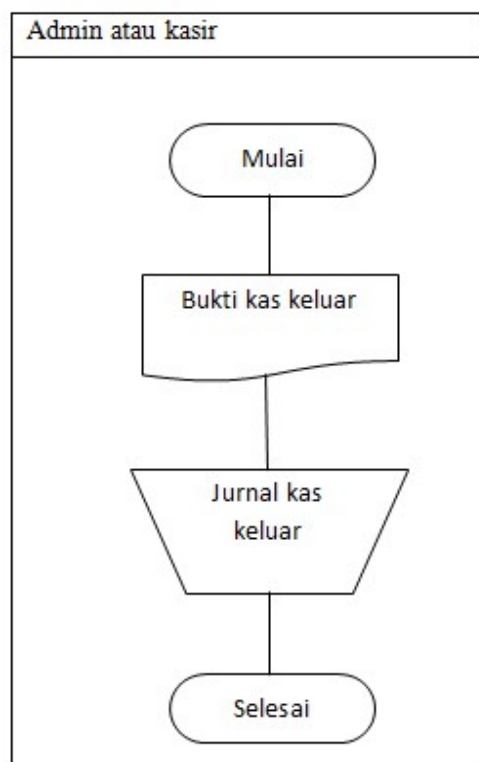 Admin atau kasir
Mulai
Bukti kas keluar
Jurnal kas
keluar
Selesai